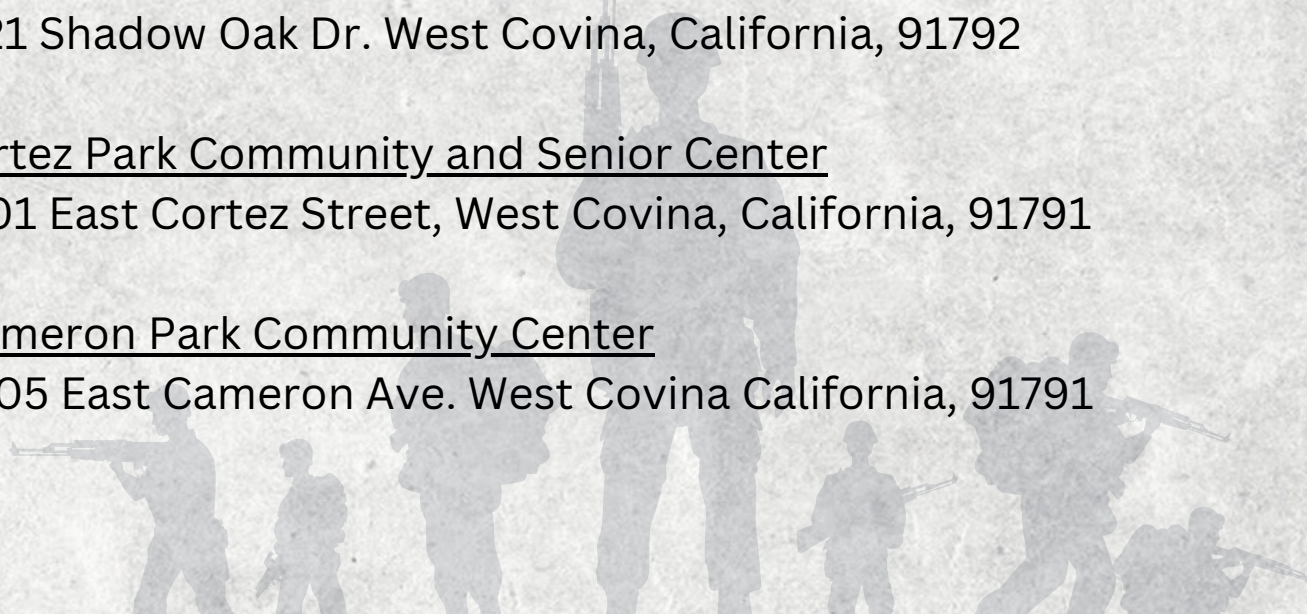 21 Shadow Oak Dr. West Covina, California, 91792
rtez Park Community and Senior Center
01 East Cortez Street, West Covina, California, 91791
meron Park Community Center
05 East Cameron Ave. West Covina California, 91791